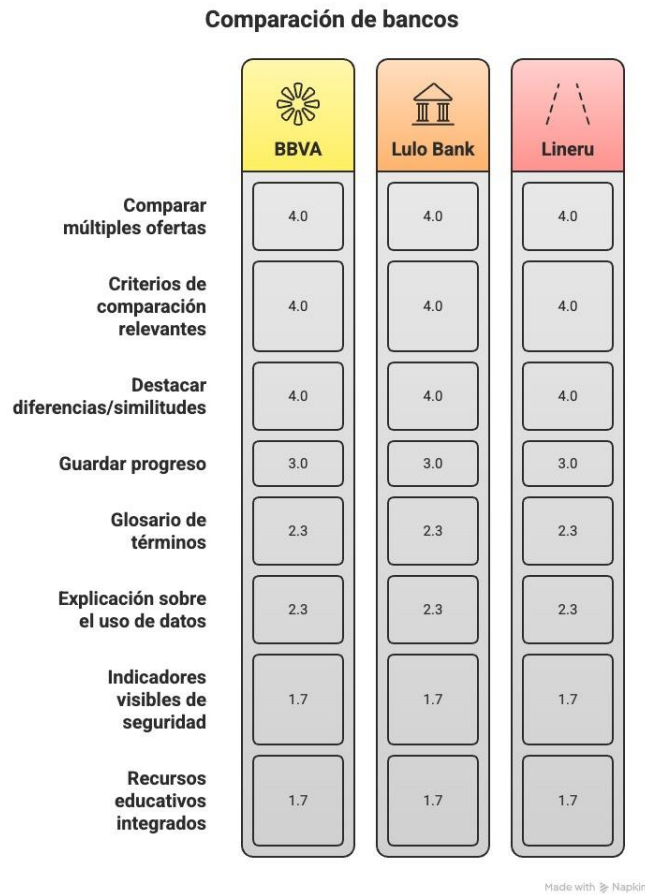 Comparación de bancos
BBVA
Lulo Bank
Lineru
Comparar
múltiples ofertas
4.0
4.0
4.0
Criterios de
comparación
relevantes
4.0
4.0
4.0
Destacar
diferencias/similitudes
4.0
4.0
4.0
Guardar progreso
3.0
3.0
3.0
Glosario de
términos
2.3
2.3
2.3
Explicación sobre
el uso de datos
2.3
2.3
2.3
Indicadores
visibles de
seguridad
1.7
1.7
1.7
Recursos
educativos
integrados
1.7
1.7
1.7
Made with Napkin